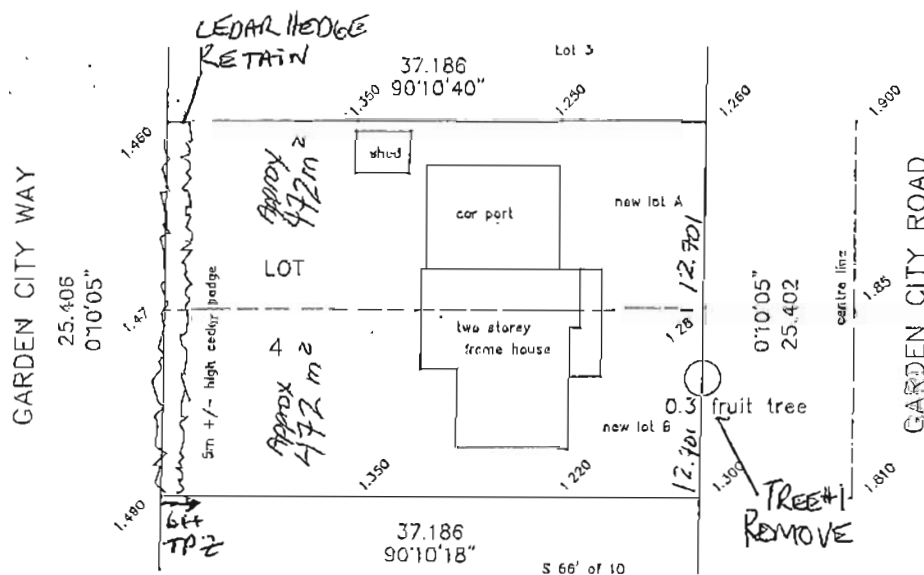 CEDAR HEDGE
RETAIN
Lot 3
37.186
90°10'40"
1.350
1.250
1.260
1.900
1.460
shed
Approx
472m²
car port
new lot A
12.701
GARDEN CITY WAY
25.406
0°10'05"
LOT
4
1.47
5m +/- high cedar hedge
two storey
frame house
1.28
0°10'05"
25.402
centre line
1.85
GARDEN CITY ROAD
Approx
472 m²
0.3 fruit tree
new lot B
12.701
1.350
1.220
1.300
1.810
1.490
6ft
TPZ
TREE#1
REMOVE
37.186
90°10'18"
S 66' of 10